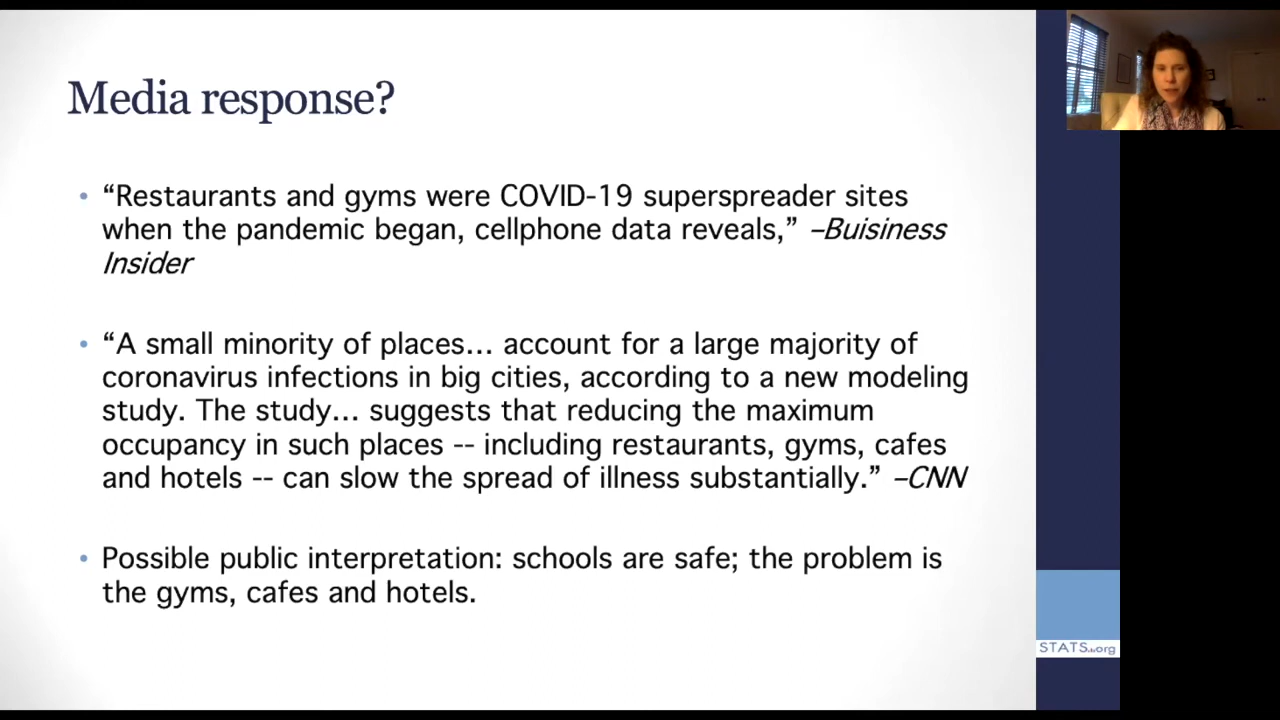 Media response?
• “Restaurants and gyms were COVID-19 superspreader sites
when the pandemic began, cellphone data reveals,” –Buisiness
Insider
• “A small minority of places… account for a large majority of
coronavirus infections in big cities, according to a new modeling
study. The study… suggests that reducing the maximum
occupancy in such places -- including restaurants, gyms, cafes
and hotels -- can slow the spread of illness substantially.” –CNN
• Possible public interpretation: schools are safe; the problem is
the gyms, cafes and hotels.
STATS.org